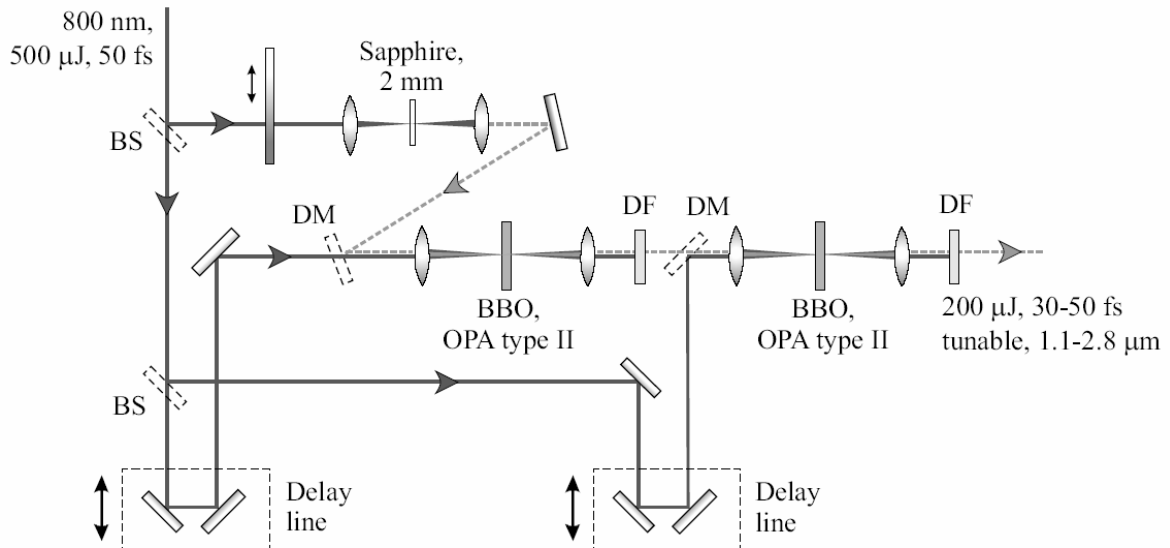 800 nm,
500 μJ, 50 fs
Sapphire,
2 mm
BS
DM
DF
DM
DF
BBO,
OPA type II
BBO,
OPA type II
200 μJ, 30-50 fs
tunable, 1.1-2.8 μm
BS
Delay
line
Delay
line